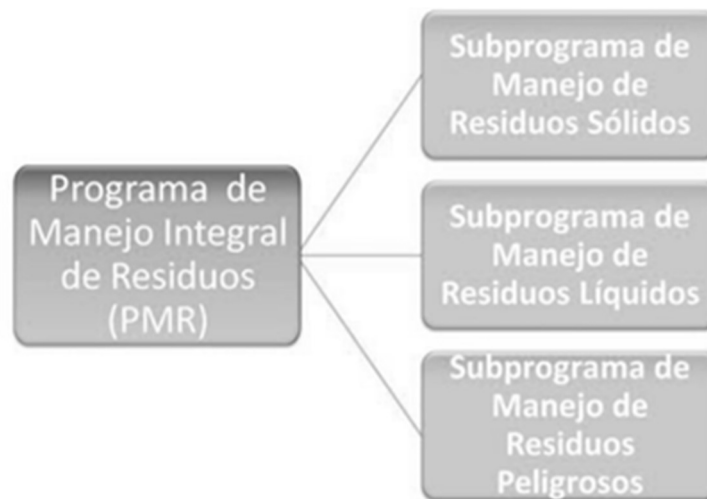 Programa de
Manejo Integral
de Residuos
(PMR)
Subprograma de
Manejo de
Residuos Sólidos
Subprograma de
Manejo de
Residuos Líquidos
Subprograma de
Manejo de
Residuos
Peligrosos